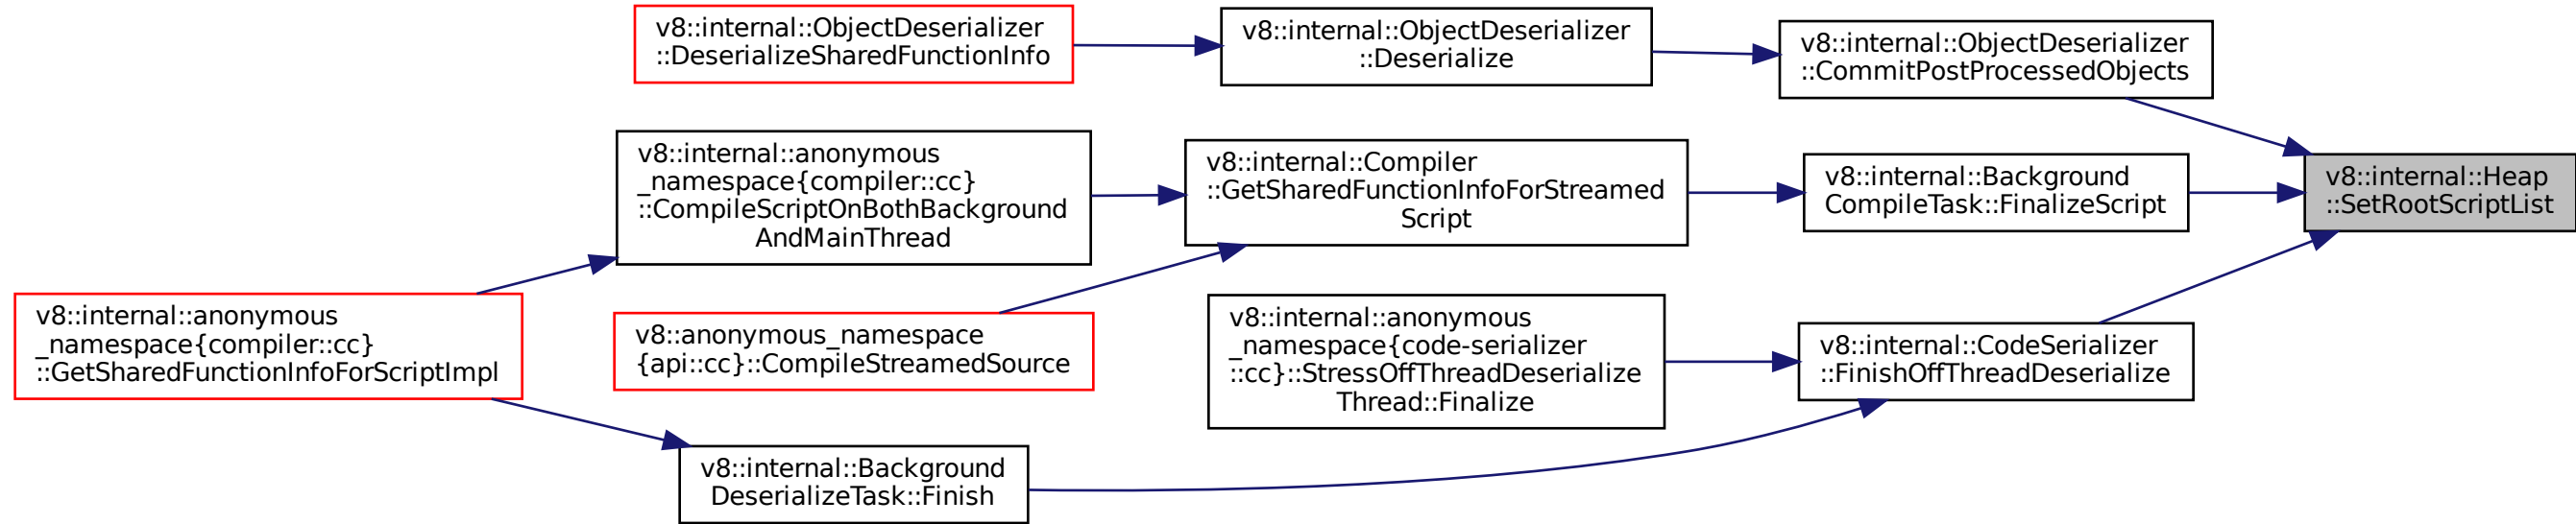 v8::internal::ObjectDeserializer
::DeserializeSharedFunctionInfo
v8::internal::ObjectDeserializer
::Deserialize
v8::internal::ObjectDeserializer
::CommitPostProcessedObjects
v8::internal::anonymous
_namespace{compiler::cc}
::CompileScriptOnBothBackground
AndMainThread
v8::internal::Compiler
::GetSharedFunctionInfoForStreamed
Script
v8::internal::Background
CompileTask::FinalizeScript
v8::internal::Heap
::SetRootScriptList
v8::internal::anonymous
_namespace{compiler::cc}
::GetSharedFunctionInfoForScriptImpl
v8::anonymous_namespace
{api::cc}::CompileStreamedSource
v8::internal::anonymous
_namespace{code-serializer
::cc}::StressOffThreadDeserialize
Thread::Finalize
v8::internal::CodeSerializer
::FinishOffThreadDeserialize
v8::internal::Background
DeserializeTask::Finish